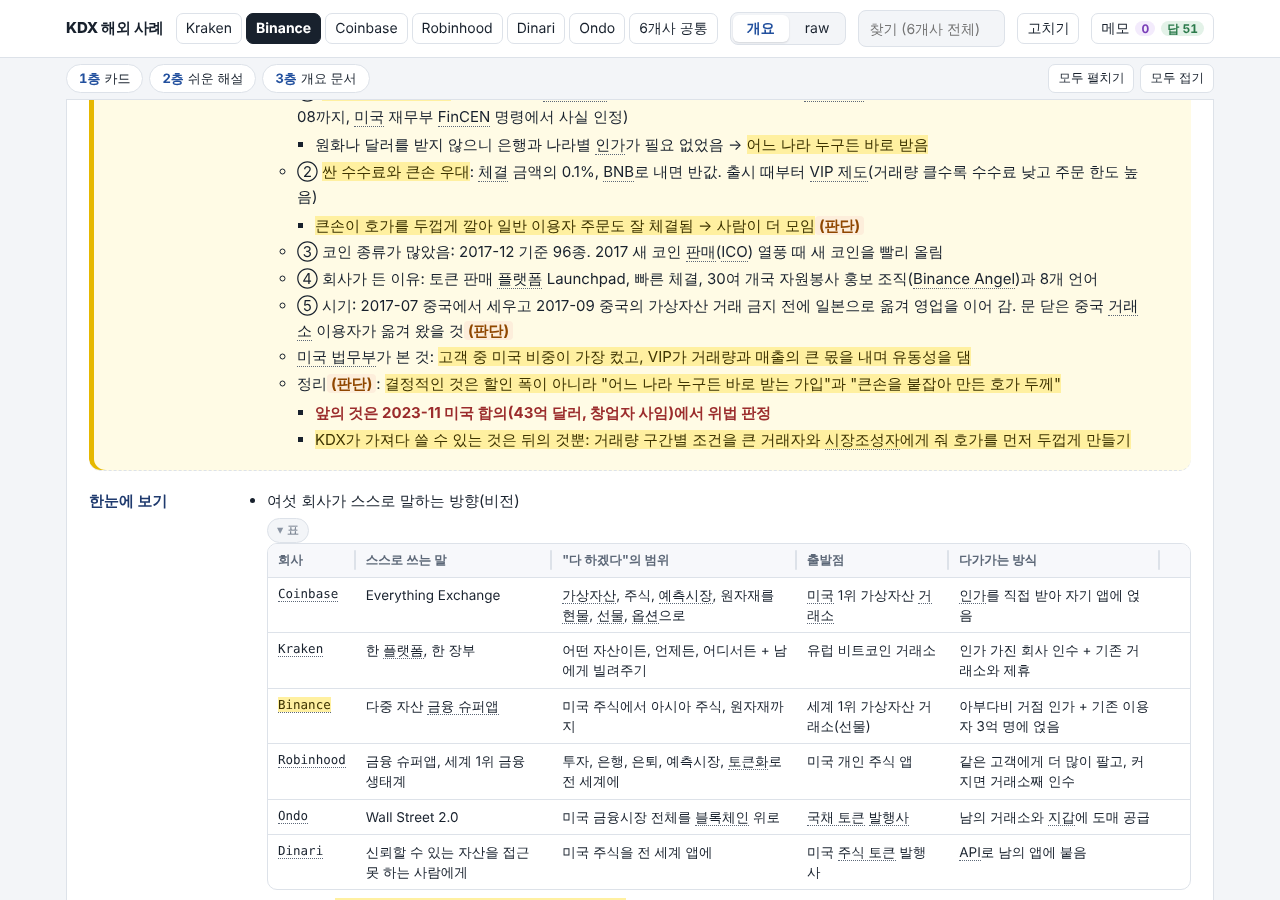 KDX 해외 사례 Kraken Binance Coinbase Robinhood Dinari Ondo 6개사 공통 개요 raw 찾기 (6개사 전체) 고치기 메모 0 답 51
1층 카드 2층 쉬운 해설 3층 개요 문서 모두 펼치기 모두 접기
08까지, 미국 재무부 FinCEN 명령에서 사실 인정)
▪ 원화나 달러를 받지 않으니 은행과 나라별 인가가 필요 없었음 → 어느 나라 누구든 바로 받음
◦ ② 싼 수수료와 큰손 우대: 체결 금액의 0.1%, BNB로 내면 반값. 출시 때부터 VIP 제도(거래량 클수록 수수료 낮고 주문 한도 높
음)
▪ 큰손이 호가를 두껍게 깔아 일반 이용자 주문도 잘 체결됨 → 사람이 더 모임 (판단)
◦ ③ 코인 종류가 많았음: 2017-12 기준 96종. 2017 새 코인 판매(ICO) 열풍 때 새 코인을 빨리 올림
◦ ④ 회사가 든 이유: 토큰 판매 플랫폼 Launchpad, 빠른 체결, 30여 개국 자원봉사 홍보 조직(Binance Angel)과 8개 언어
◦ ⑤ 시기: 2017-07 중국에서 세우고 2017-09 중국의 가상자산 거래 금지 전에 일본으로 옮겨 영업을 이어 감. 문 닫은 중국 거래
소 이용자가 옮겨 왔을 것 (판단)
◦ 미국 법무부가 본 것: 고객 중 미국 비중이 가장 컸고, VIP가 거래량과 매출의 큰 몫을 내며 유동성을 댐
◦ 정리 (판단) : 결정적인 것은 할인 폭이 아니라 "어느 나라 누구든 바로 받는 가입"과 "큰손을 붙잡아 만든 호가 두께"
▪ 앞의 것은 2023-11 미국 합의(43억 달러, 창업자 사임)에서 위법 판정
▪ KDX가 가져다 쓸 수 있는 것은 뒤의 것뿐: 거래량 구간별 조건을 큰 거래자와 시장조성자에게 줘 호가를 먼저 두껍게 만들기
한눈에 보기 • 여섯 회사가 스스로 말하는 방향(비전)
▾ 표
회사 스스로 쓰는 말 "다 하겠다"의 범위 출발점 다가가는 방식
Coinbase Everything Exchange 가상자산, 주식, 예측시장, 원자재를 미국 1위 가상자산 거 인가를 직접 받아 자기 앱에 얹
현물, 선물, 옵션으로 래소 음
Kraken 한 플랫폼, 한 장부 어떤 자산이든, 언제든, 어디서든 + 남 유럽 비트코인 거래소 인가 가진 회사 인수 + 기존 거
에게 빌려주기 래소와 제휴
Binance 다중 자산 금융 슈퍼앱 미국 주식에서 아시아 주식, 원자재까 세계 1위 가상자산 거 아부다비 거점 인가 + 기존 이용
지 래소(선물) 자 3억 명에 얹음
Robinhood 금융 슈퍼앱, 세계 1위 금융 투자, 은행, 은퇴, 예측시장, 토큰화로 미국 개인 주식 앱 같은 고객에게 더 많이 팔고, 커
생태계 전 세계에 지면 거래소째 인수
Ondo Wall Street 2.0 미국 금융시장 전체를 블록체인 위로 국채 토큰 발행사 남의 거래소와 지갑에 도매 공급
Dinari 신뢰할 수 있는 자산을 접근 미국 주식을 전 세계 앱에 미국 주식 토큰 발행 API로 남의 앱에 붙음
못 하는 사람에게 사